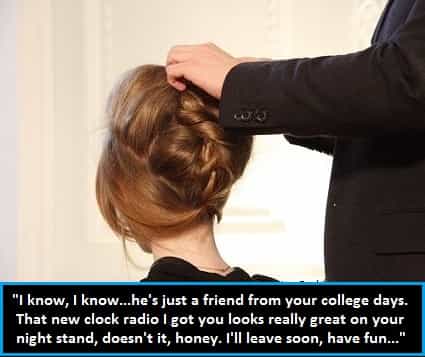 "I know, I know...he's just a friend from your college days.
That new clock radio I got you looks really great on your
night stand, doesn't it, honey. I'll leave soon, have fun..."